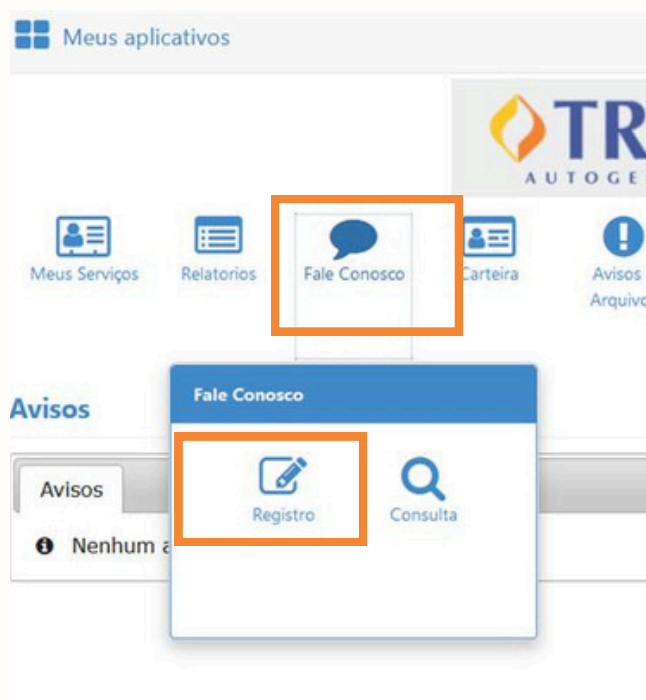 Meus aplicativos
TR
AUTOGE
Meus Serviços
Relatorios
Fale Conosco
Carteira
Avisos
Arquivo
Fale Conosco
Avisos
Avisos
Registro
Consulta
Nenhum a